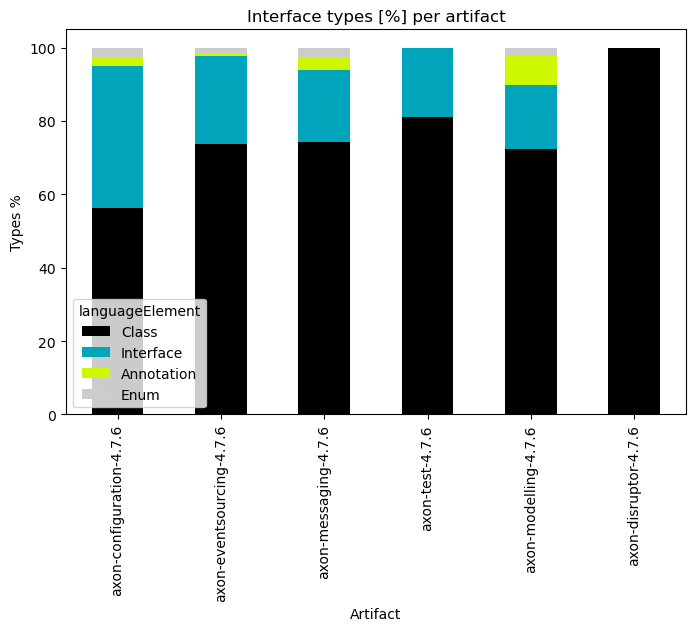 Interface types [%] per artifact
Types %
100
80
60
40
20
0
languageElement
Class
Interface
Annotation
Enum
axon-configuration-4.7.6
axon-eventsourcing-4.7.6
axon-messaging-4.7.6
axon-test-4.7.6
axon-modelling-4.7.6
axon-disruptor-4.7.6
Artifact